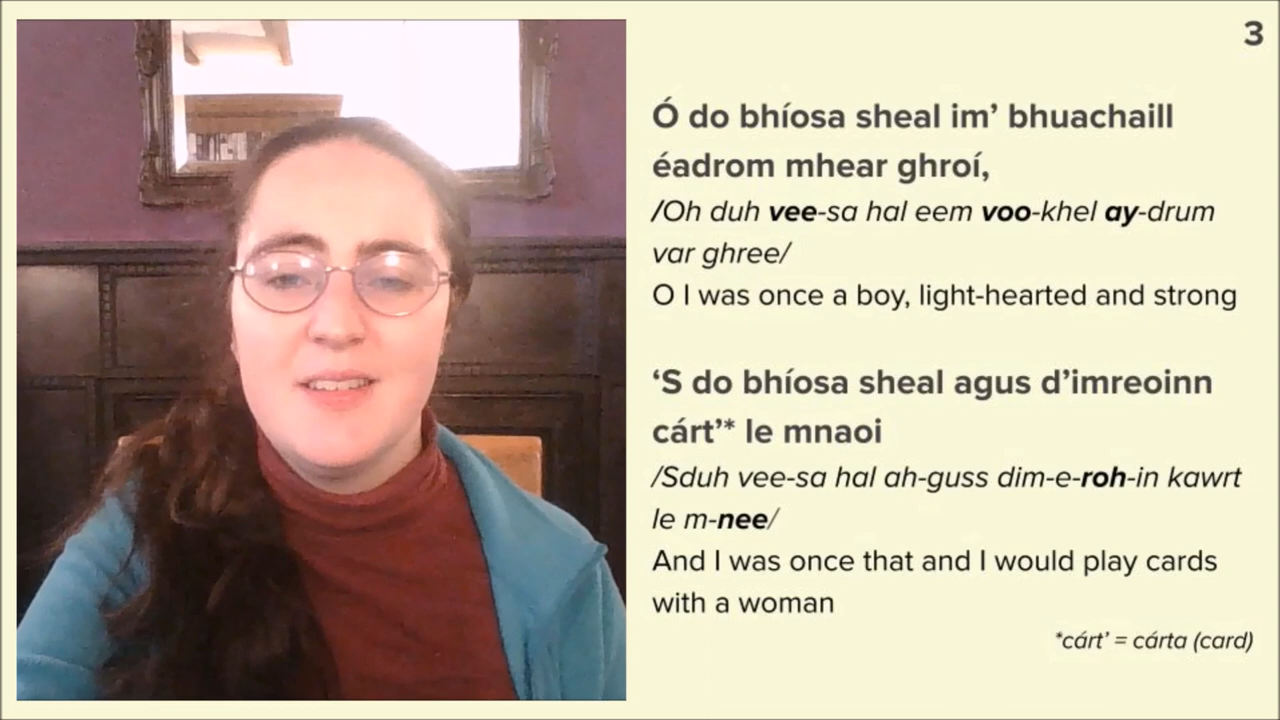 3
Ó do bhíosa sheal im’ bhuachaill
éadrom mhear ghroí,
/Oh duh vee-sa hal eem voo-khel ay-drum
var ghree/
O I was once a boy, light-hearted and strong
‘S do bhíosa sheal agus d’imreoinn
cárt’* le mnaoi
/Sduh vee-sa hal ah-guss dim-e-roh-in kawrt
le m-nee/
And I was once that and I would play cards
with a woman
*cárt’ = cárta (card)